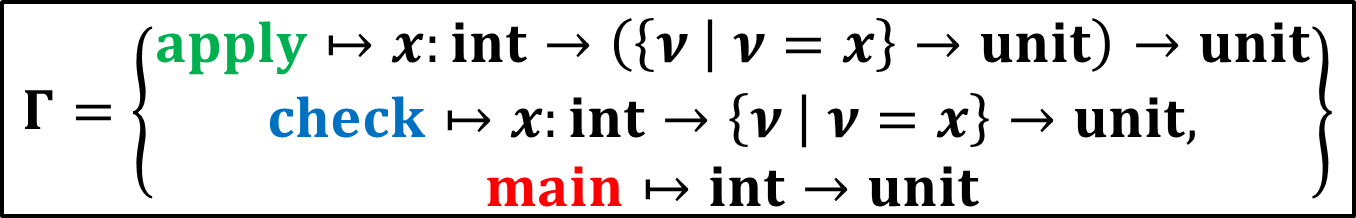 apply ↦ x: int → ({ν | ν = x} → unit) → unit
Γ = { check ↦ x: int → {ν | ν = x} → unit, }
main ↦ int → unit